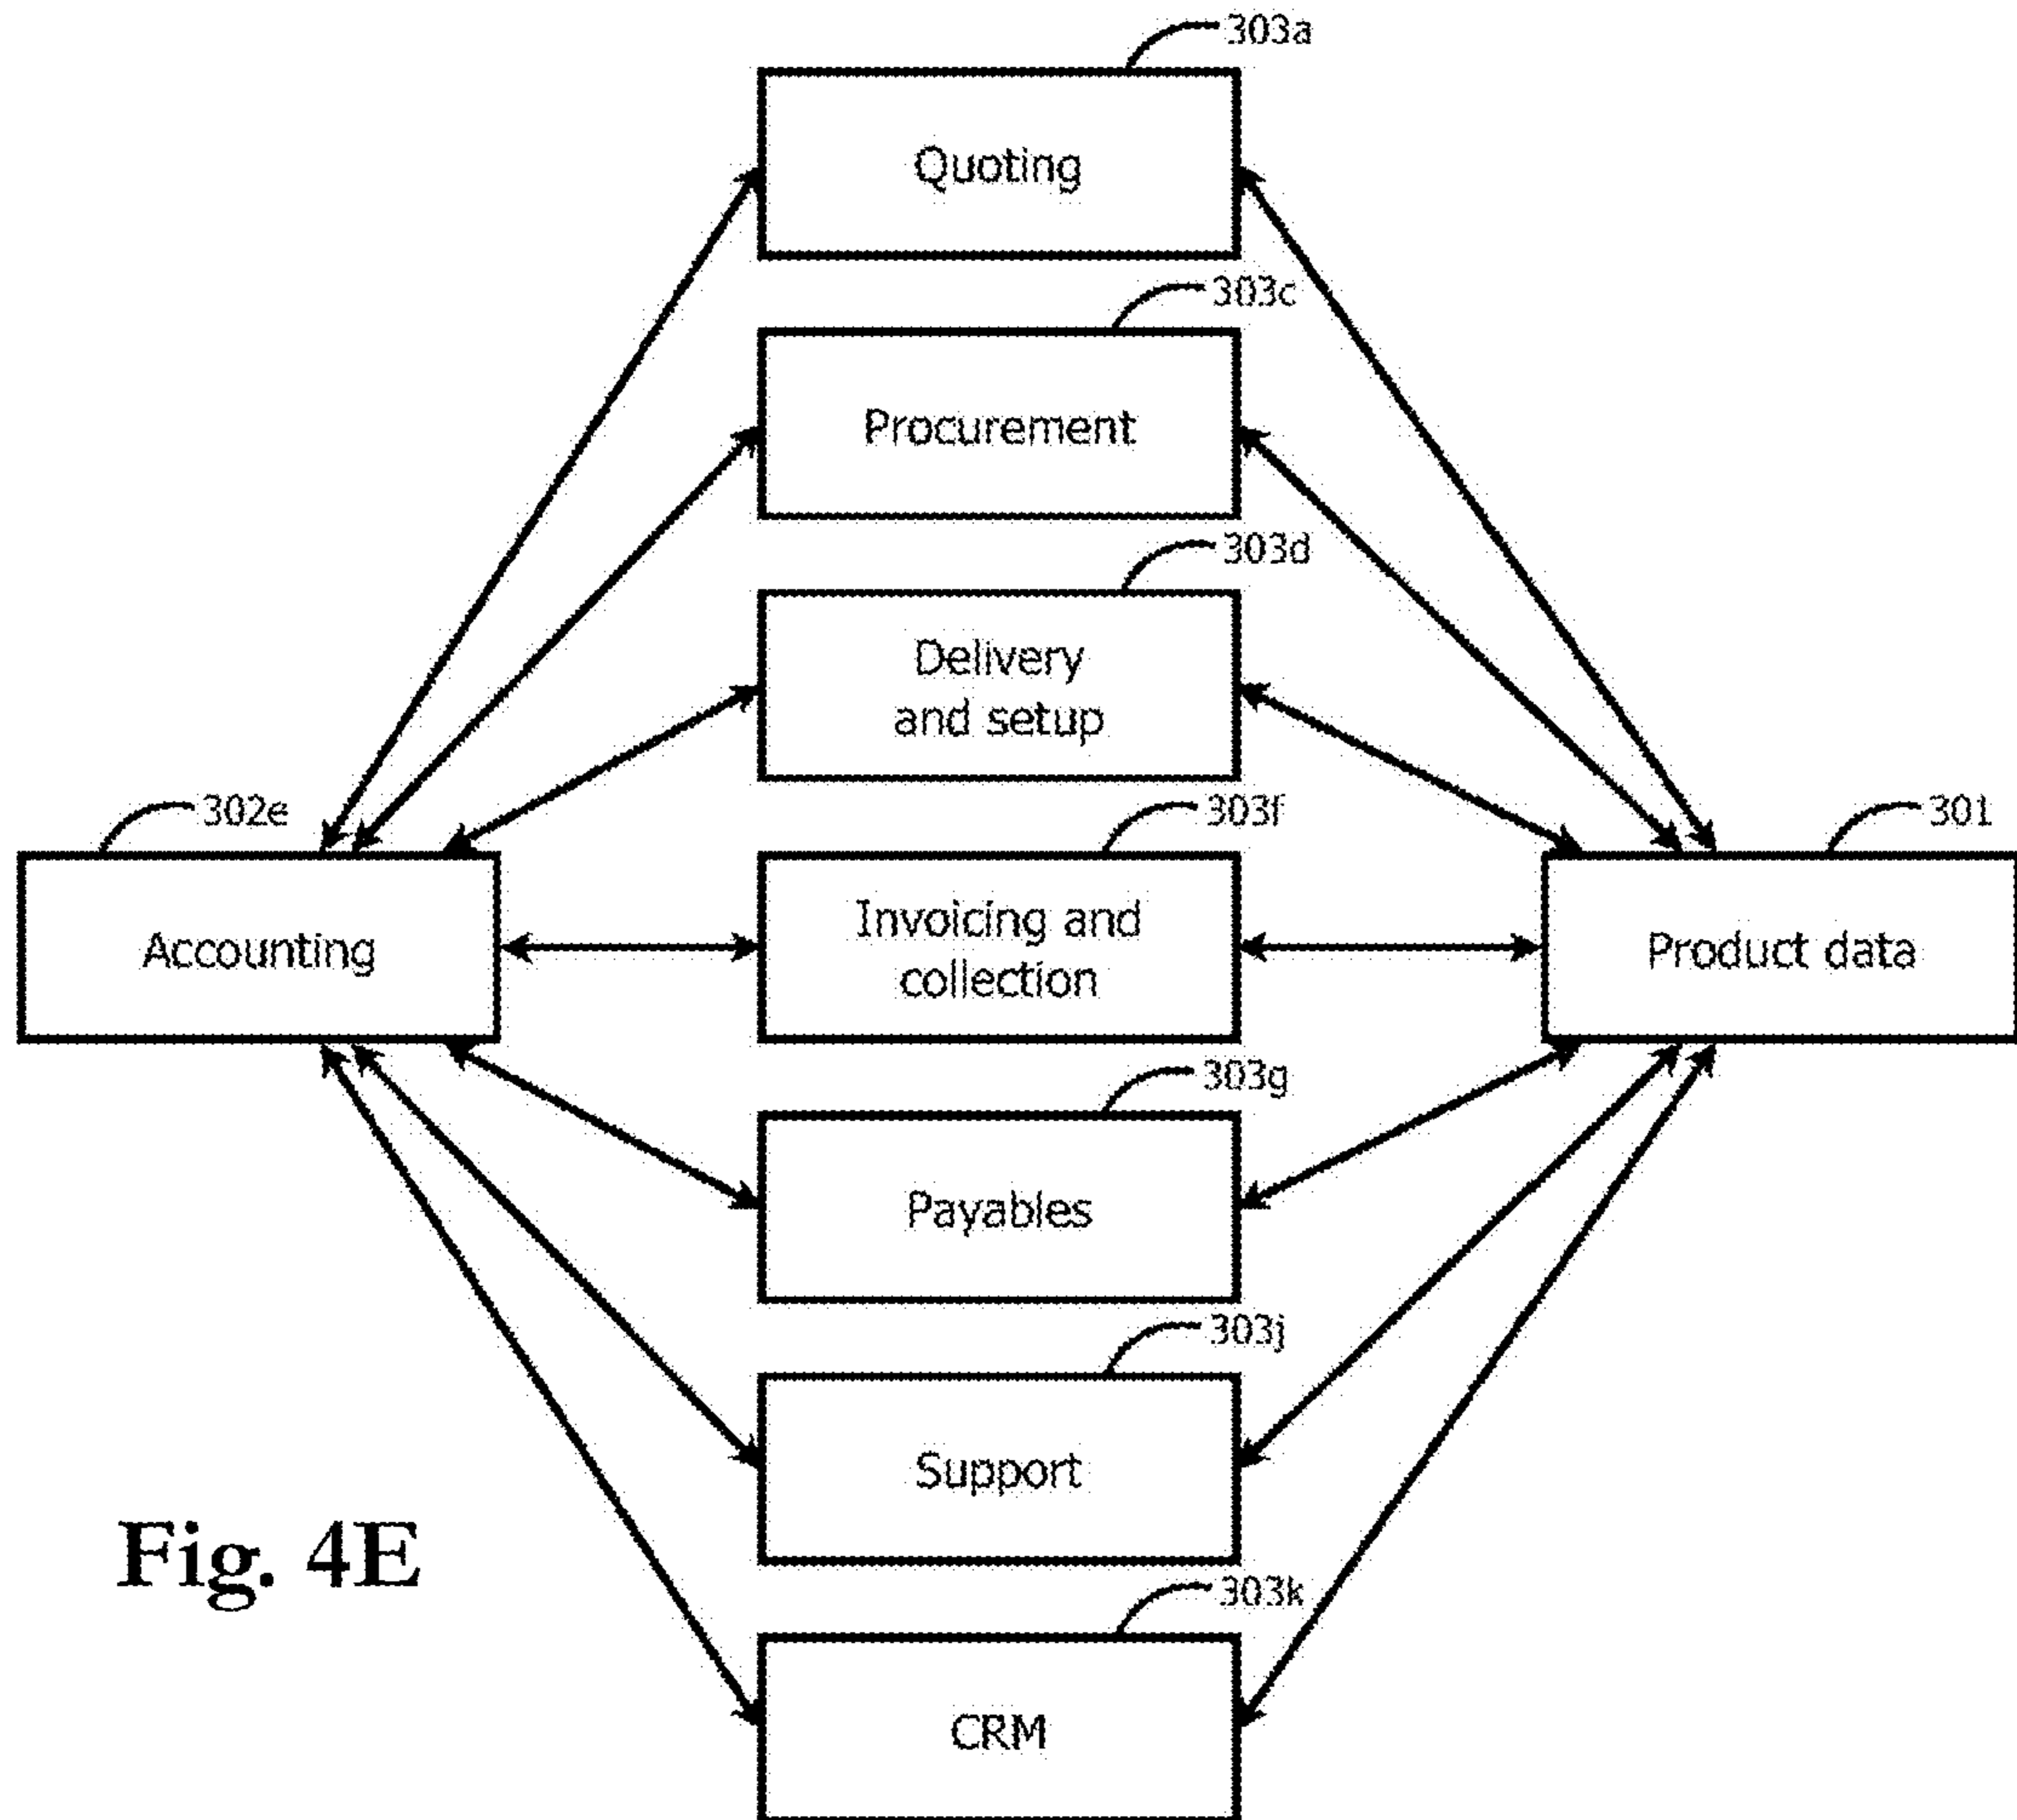 303a
Quoting
303c
Procurement
303d
Delivery
and setup
302e
303f
301
Accounting
Invoicing and
collection
Product data
303g
Payables
303j
Support
Fig. 4E
303k
CRM